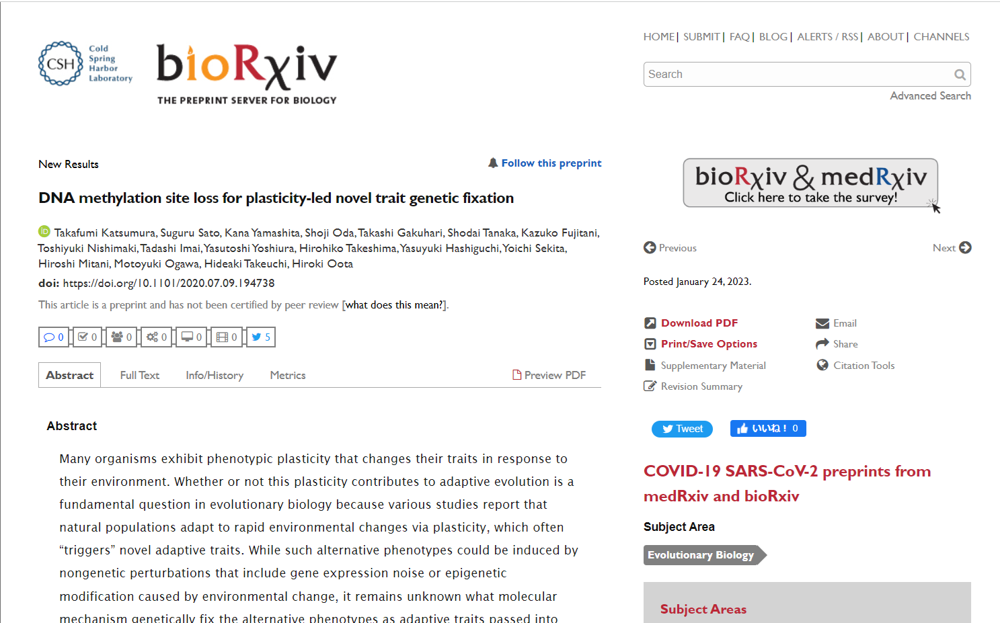 HOME| SUBMIT| FAQ| BLOG| ALERTS / RSS| ABOUT| CHANNELS
CSH
Cold
Spring
Harbor
Laboratory
bioRxiv
THE PREPRINT SERVER FOR BIOLOGY
Search
Advanced Search
New Results
Follow this preprint
DNA methylation site loss for plasticity-led novel trait genetic fixation
iD Takafumi Katsumura, Suguru Sato, Kana Yamashita, Shoji Oda, Takashi Gakuhari, Shodai Tanaka, Kazuko Fujitani,
Toshiyuki Nishimaki, Tadashi Imai, Yasutoshi Yoshiura, Hirohiko Takeshima, Yasuyuki Hashiguchi, Yoichi Sekita,
Hiroshi Mitani, Motoyuki Ogawa, Hideaki Takeuchi, Hiroki Oota
doi: https://doi.org/10.1101/2020.07.09.194738
This article is a preprint and has not been certified by peer review [what does this mean?].
0 0 0 0 0 0 5
Abstract Full Text Info/History Metrics Preview PDF
Abstract
Many organisms exhibit phenotypic plasticity that changes their traits in response to
their environment. Whether or not this plasticity contributes to adaptive evolution is a
fundamental question in evolutionary biology because various studies report that
natural populations adapt to rapid environmental changes via plasticity, which often
“triggers” novel adaptive traits. While such alternative phenotypes could be induced by
nongenetic perturbations that include gene expression noise or epigenetic
modification caused by environmental change, it remains unknown what molecular
mechanism genetically fix the alternative phenotypes as adaptive traits passed into
bioRxiv & medRxiv
Click here to take the survey!
Previous Next
Posted January 24, 2023.
Download PDF
Print/Save Options
Supplementary Material
Revision Summary
Email
Share
Citation Tools
Tweet
いいね！ 0
COVID-19 SARS-CoV-2 preprints from
medRxiv and bioRxiv
Subject Area
Evolutionary Biology
Subject Areas